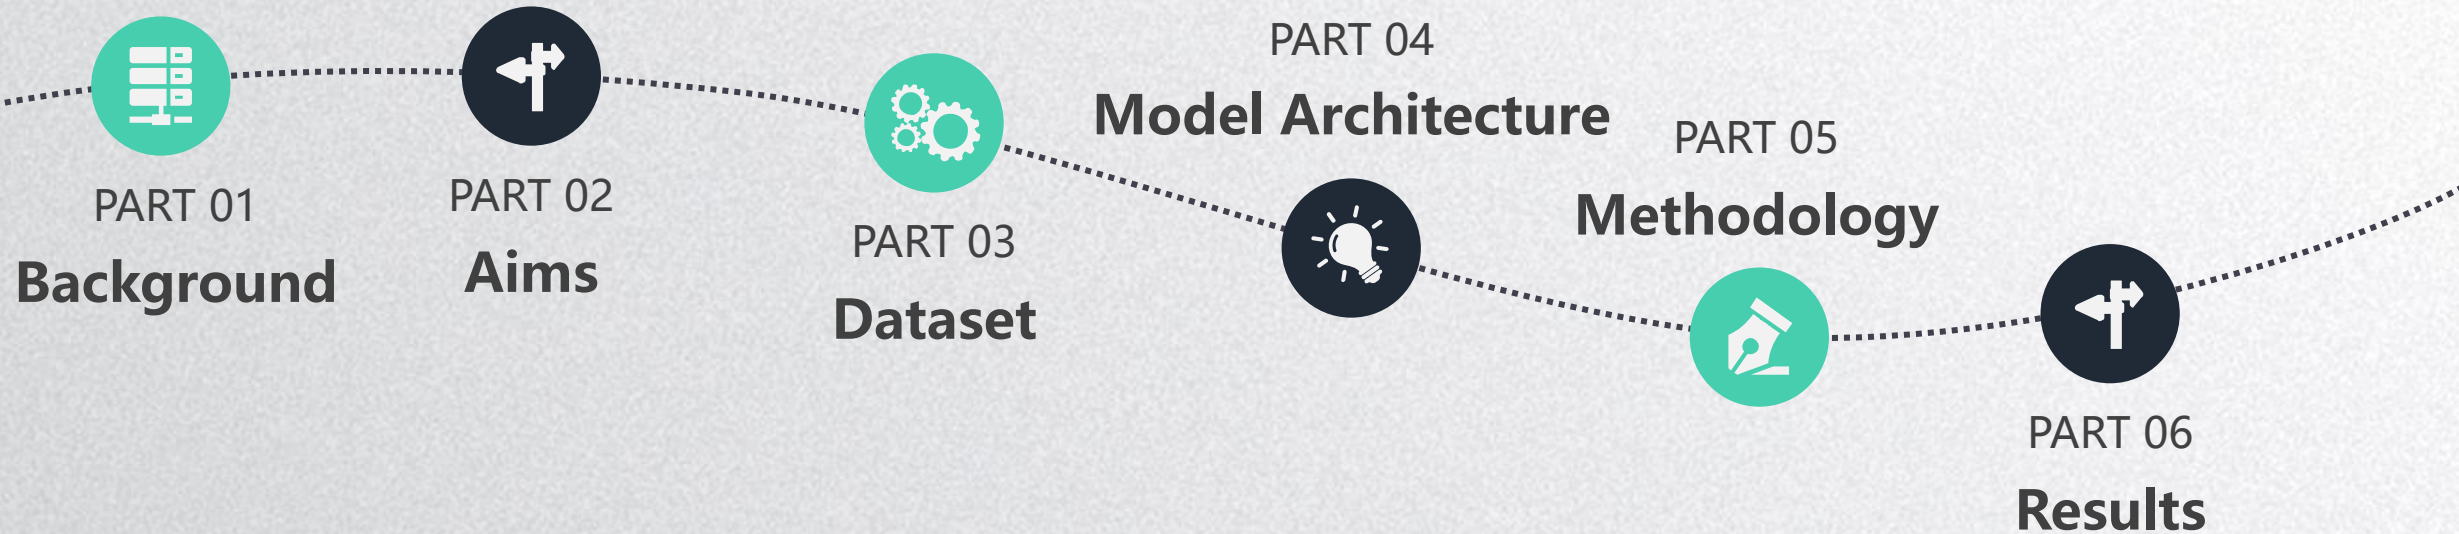 PART 01
Background
PART 02
Aims
PART 03
Dataset
PART 04
Model Architecture
PART 05
Methodology
PART 06
Results